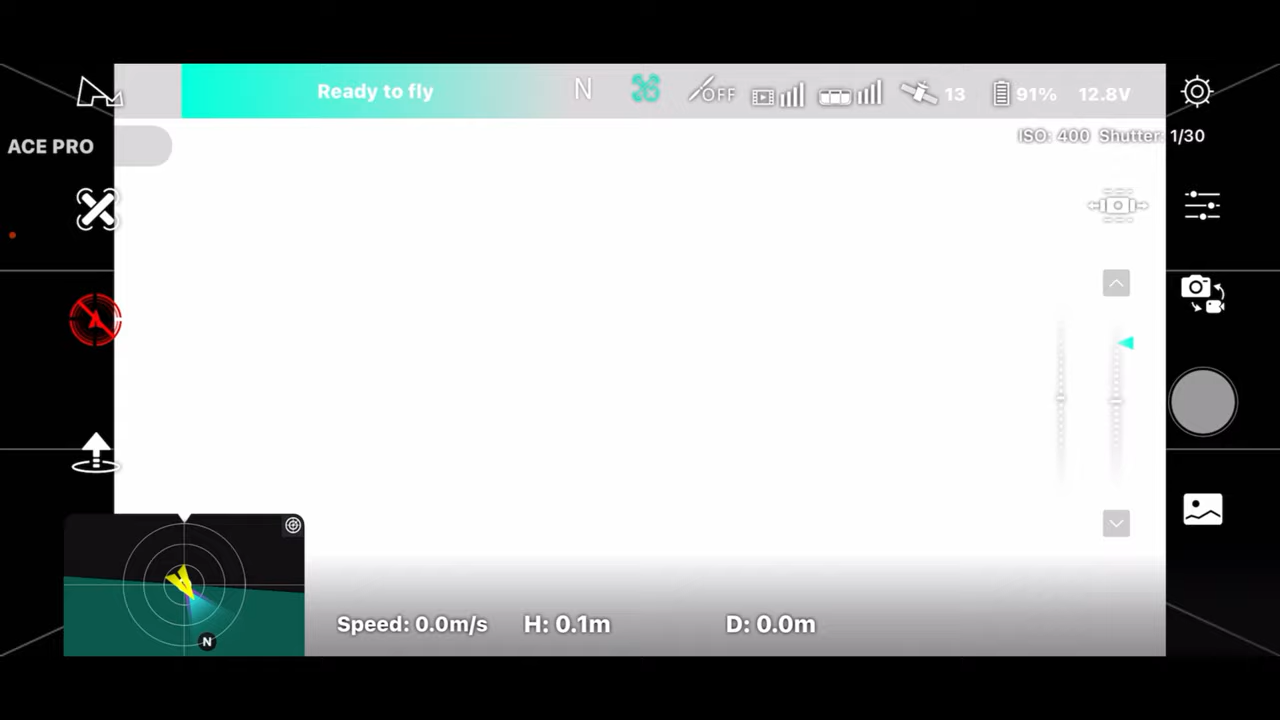 Ready to fly N OFF 13 91% 12.8V
ISO: 400 Shutter: 1/30
ACE PRO
N
Speed: 0.0m/s H: 0.1m D: 0.0m